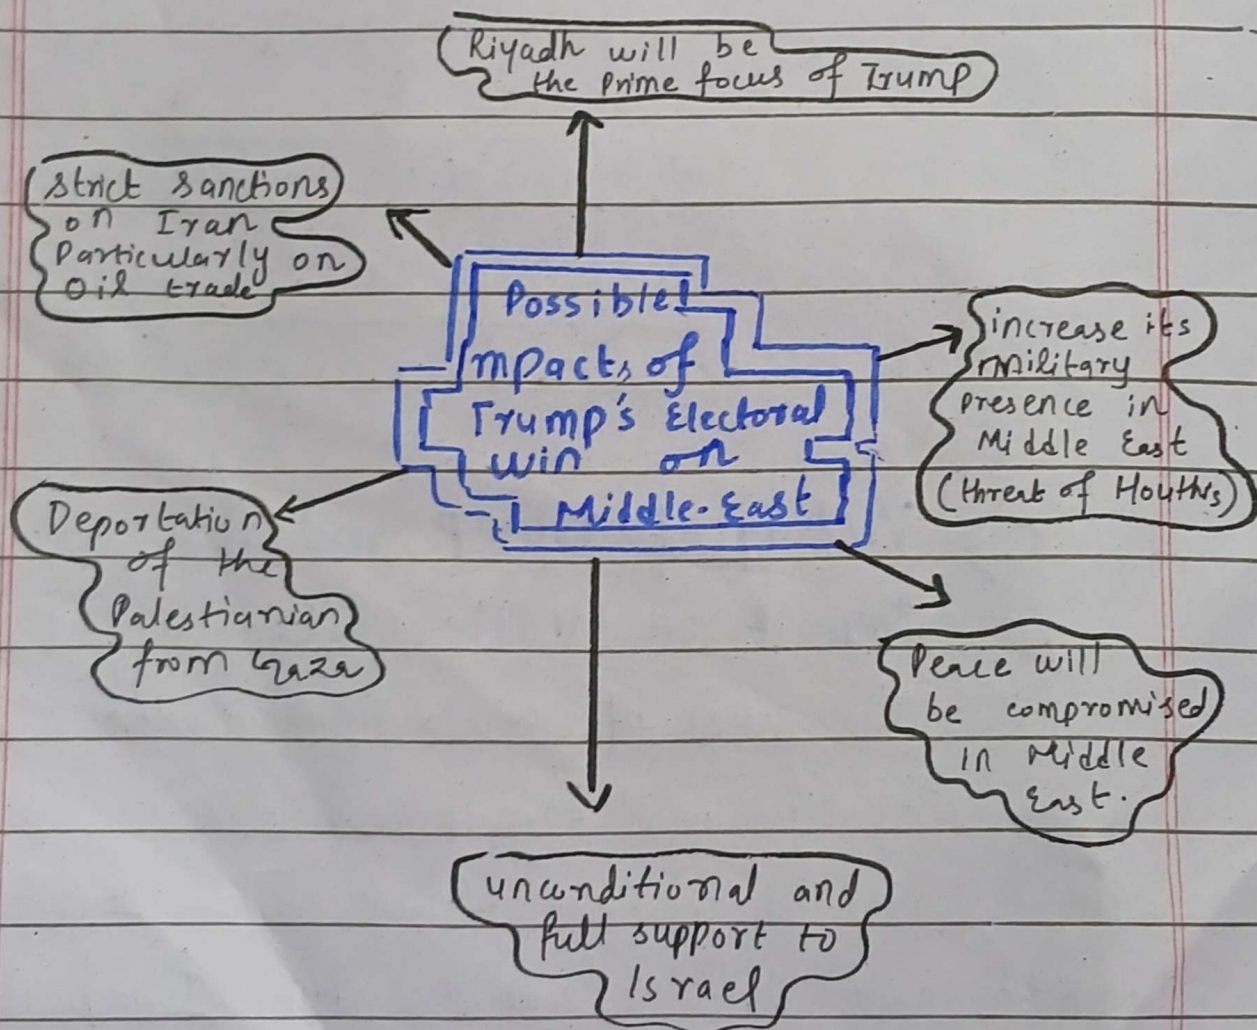 Riyadh will be
the Prime focus of Trump
Strict Sanctions
on Iran
Particularly on
Oil trade
Possible I
mpacts of
Trump's Electoral
win on
Middle-East
increase its
military
presence in
Middle East
(threat of Houthis)
Deportation
of the
Palestianian
from Gaza
Peace will
be compromised
in Middle
East.
unconditional and
full support to
Israel